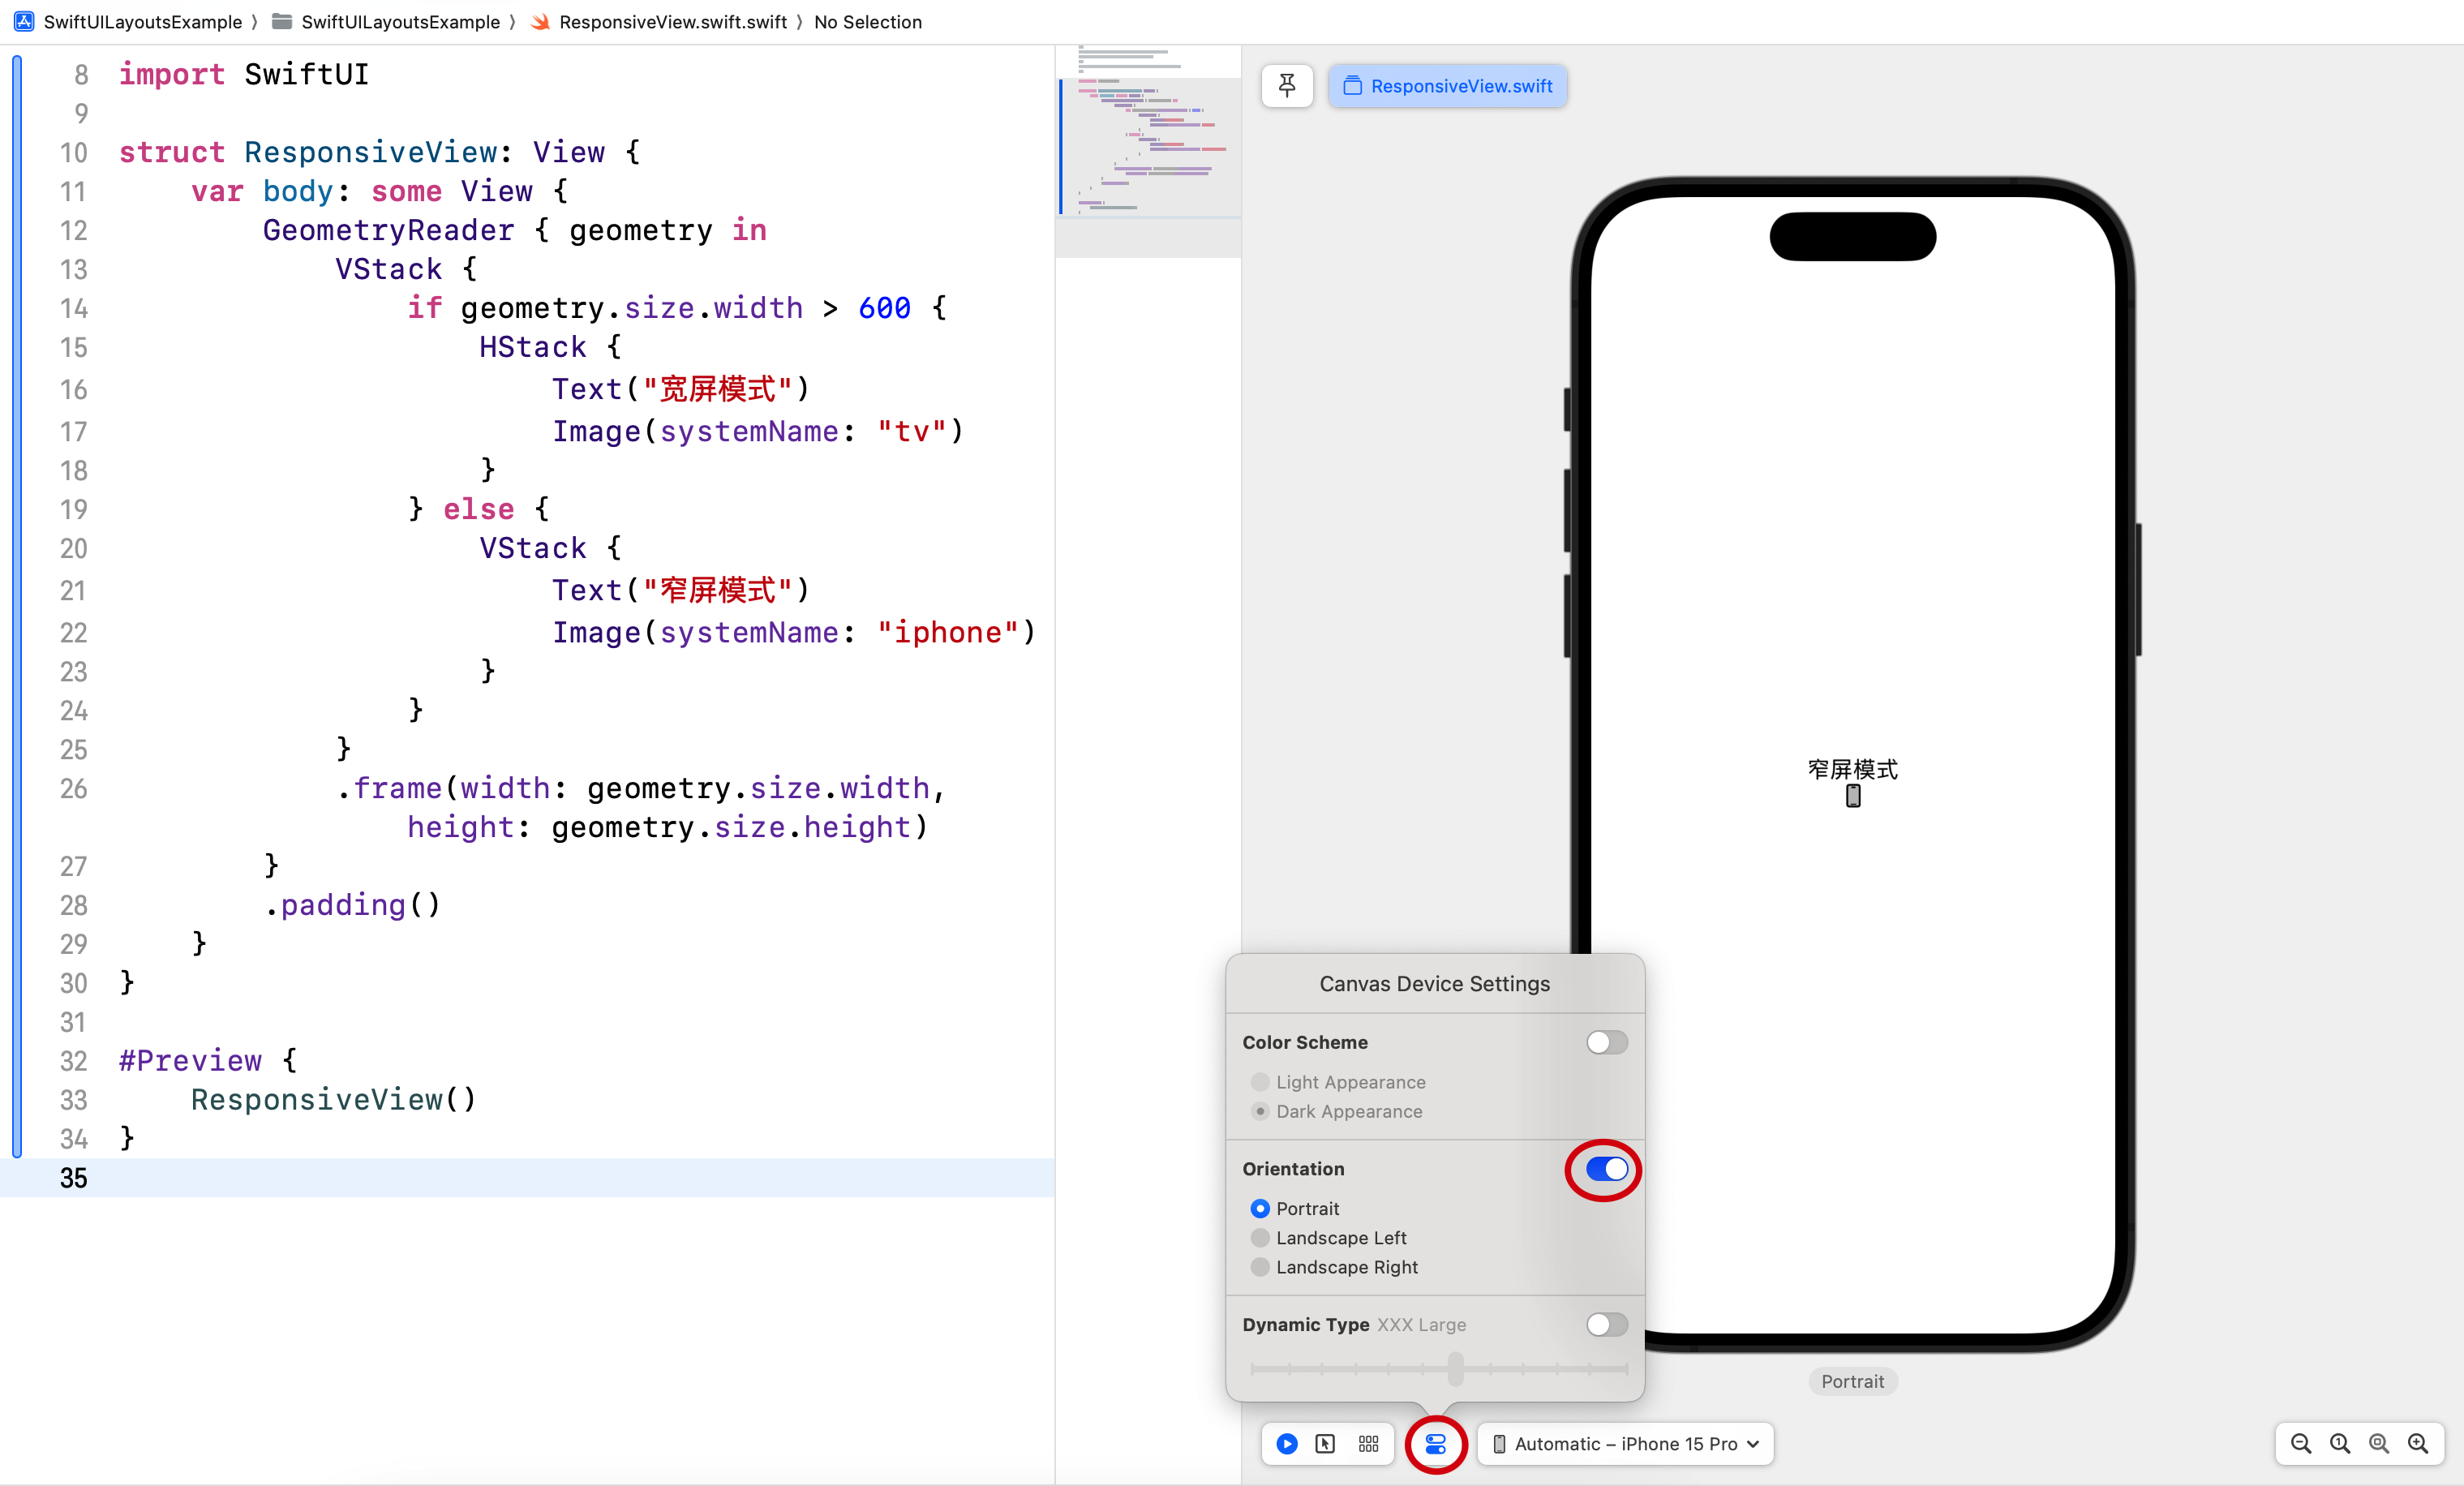 SwiftUILayoutsExample 〉 SwiftUILayoutsExample 〉 ResponsiveView.swift.swift 〉 No Selection
8 import SwiftUI
9
10 struct ResponsiveView: View {
11     var body: some View {
12         GeometryReader { geometry in
13             VStack {
14                 if geometry.size.width > 600 {
15                     HStack {
16                         Text("宽屏模式")
17                         Image(systemName: "tv")
18                     }
19                 } else {
20                     VStack {
21                         Text("窄屏模式")
22                         Image(systemName: "iphone")
23                     }
24                 }
25             }
26             .frame(width: geometry.size.width,
                height: geometry.size.height)
27         }
28         .padding()
29     }
30 }
31
32 #Preview {
33     ResponsiveView()
34 }
35
ResponsiveView.swift
窄屏模式
Canvas Device Settings
Color Scheme
Light Appearance
Dark Appearance
Orientation
Portrait
Landscape Left
Landscape Right
Dynamic Type XXX Large
Portrait
Automatic – iPhone 15 Pro